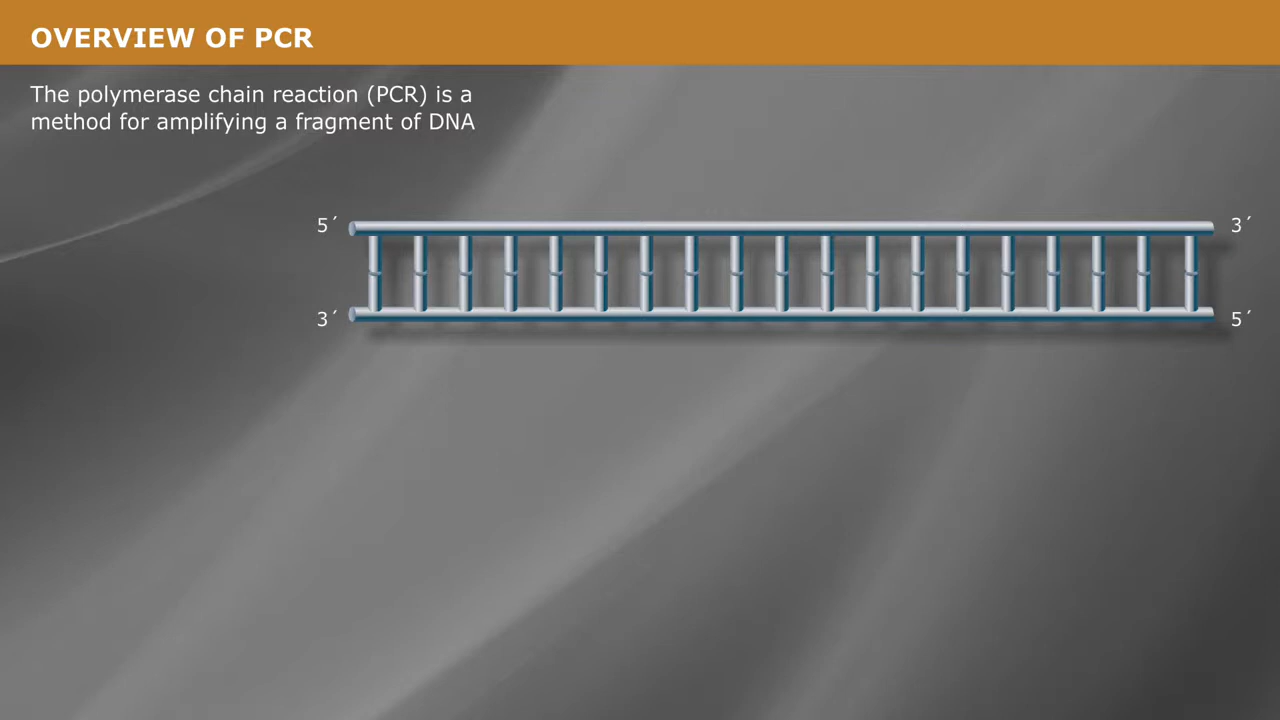 OVERVIEW OF PCR
The polymerase chain reaction (PCR) is a
method for amplifying a fragment of DNA
5´ 3´
3´ 5´